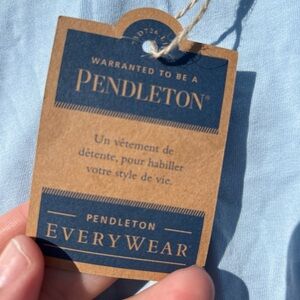 WARRANTED TO BE A
PENDLETON®
Un vêtement de
détente, pour habiller
votre style de vie.
PENDLETON
EVERYWEAR